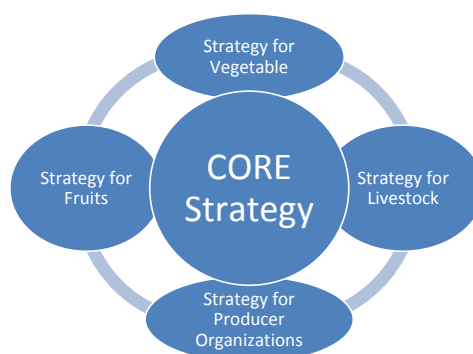 Strategy for
Vegetable
CORE
Strategy
Strategy for
Fruits
Strategy for
Livestock
Strategy for
Producer
Organizations